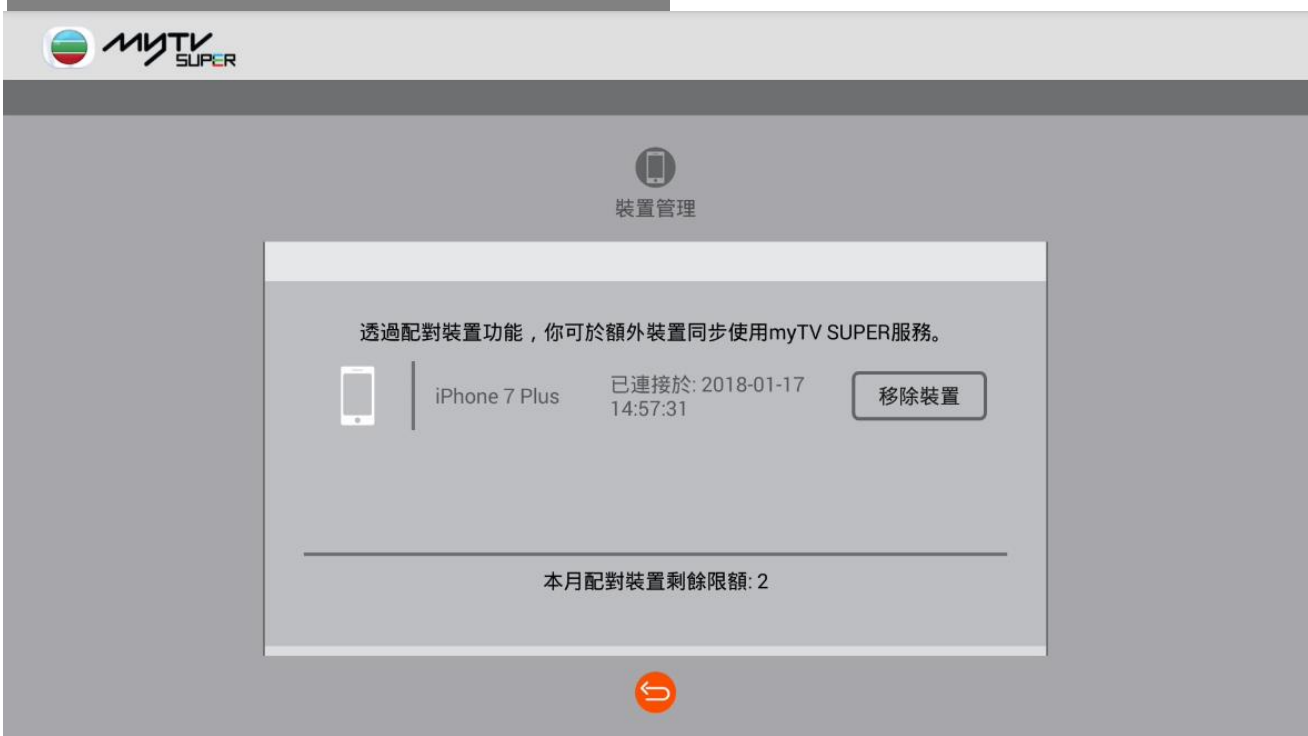 myTV
SUPER
裝置管理
透過配對裝置功能，你可於額外裝置同步使用myTV SUPER服務。
iPhone 7 Plus
已連接於: 2018-01-17
14:57:31
移除裝置
本月配對裝置剩餘限額: 2